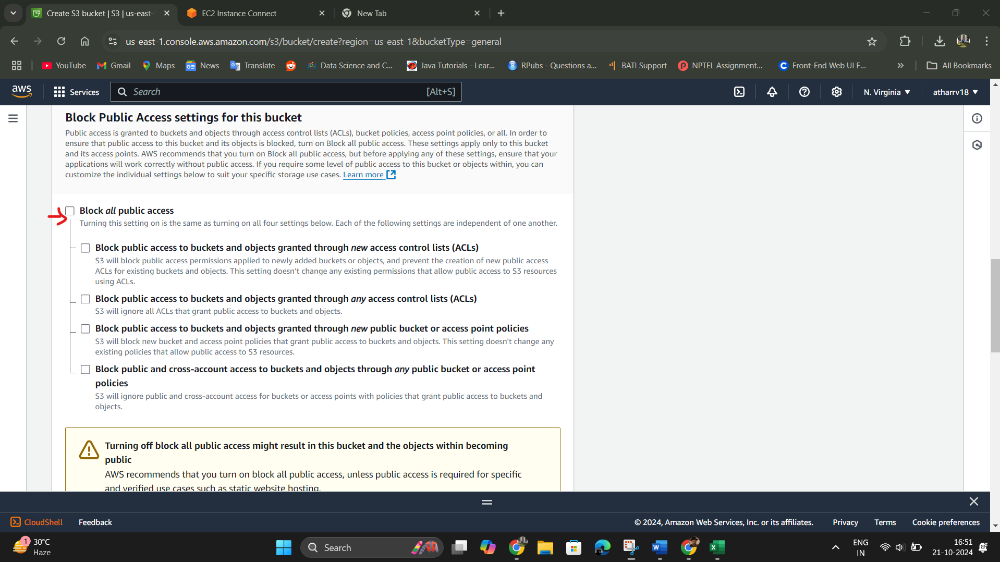 Create S3 bucket | S3 | us-east-
EC2 Instance Connect
New Tab
us-east-1.console.aws.amazon.com/s3/bucket/create?region=us-east-1&bucketType=general
YouTube
Gmail
Maps
News
Translate
Data Science and C...
Java Tutorials - Lear...
RPubs - Questions a...
BATI Support
NPTEL Assignment...
Front-End Web UI F...
All Bookmarks
aws
Services
Search
[Alt+S]
N. Virginia
atharrv18
Block Public Access settings for this bucket
Public access is granted to buckets and objects through access control lists (ACLs), bucket policies, access point policies, or all. In order to
ensure that public access to this bucket and its objects is blocked, turn on Block all public access. These settings apply only to this bucket
and its access points. AWS recommends that you turn on Block all public access, but before applying any of these settings, ensure that your
applications will work correctly without public access. If you require some level of public access to this bucket or objects within, you can
customize the individual settings below to suit your specific storage use cases. Learn more
Block all public access
Turning this setting on is the same as turning on all four settings below. Each of the following settings are independent of one another.
Block public access to buckets and objects granted through new access control lists (ACLs)
S3 will block public access permissions applied to newly added buckets or objects, and prevent the creation of new public access
ACLs for existing buckets and objects. This setting doesn't change any existing permissions that allow public access to S3 resources
using ACLs.
Block public access to buckets and objects granted through any access control lists (ACLs)
S3 will ignore all ACLs that grant public access to buckets and objects.
Block public access to buckets and objects granted through new public bucket or access point policies
S3 will block new bucket and access point policies that grant public access to buckets and objects. This setting doesn't change any
existing policies that allow public access to S3 resources.
Block public and cross-account access to buckets and objects through any public bucket or access point
policies
S3 will ignore public and cross-account access for buckets or access points with policies that grant public access to buckets and
objects.
Turning off block all public access might result in this bucket and the objects within becoming
public
AWS recommends that you turn on block all public access, unless public access is required for specific
and verified use cases such as static website hosting.
CloudShell
Feedback
© 2024, Amazon Web Services, Inc. or its affiliates.
Privacy
Terms
Cookie preferences
1
30°C
Haze
Search
ENG
IN
16:51
21-10-2024